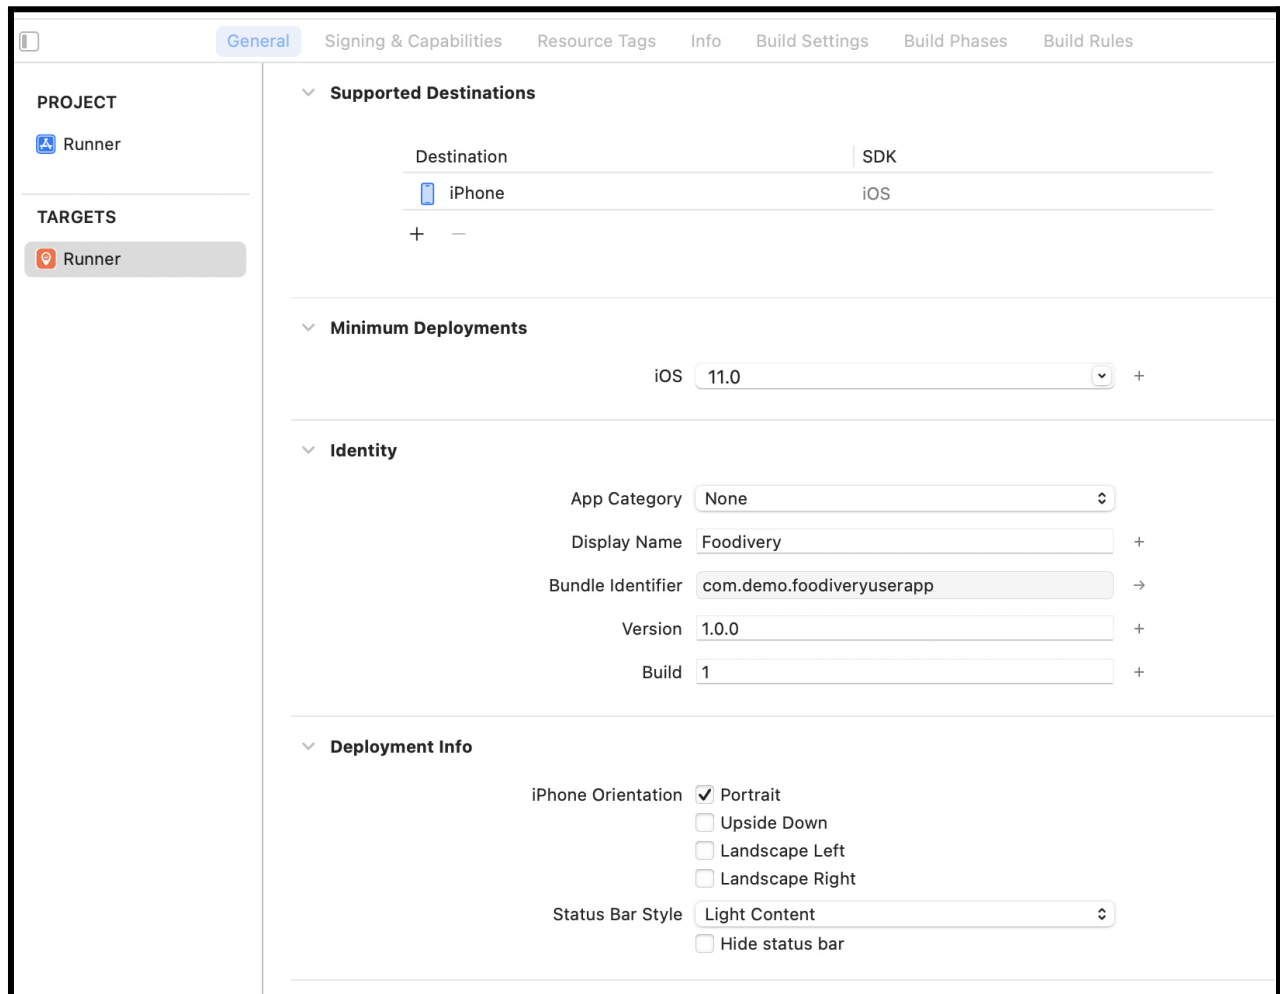 General Signing & Capabilities Resource Tags Info Build Settings Build Phases Build Rules
PROJECT
Runner
TARGETS
Runner
Supported Destinations
Destination SDK
iPhone iOS
Minimum Deployments
iOS 11.0
Identity
App Category None
Display Name Foodivery
Bundle Identifier com.demo.foodiveryuserapp
Version 1.0.0
Build 1
Deployment Info
iPhone Orientation Portrait
Upside Down
Landscape Left
Landscape Right
Status Bar Style Light Content
Hide status bar